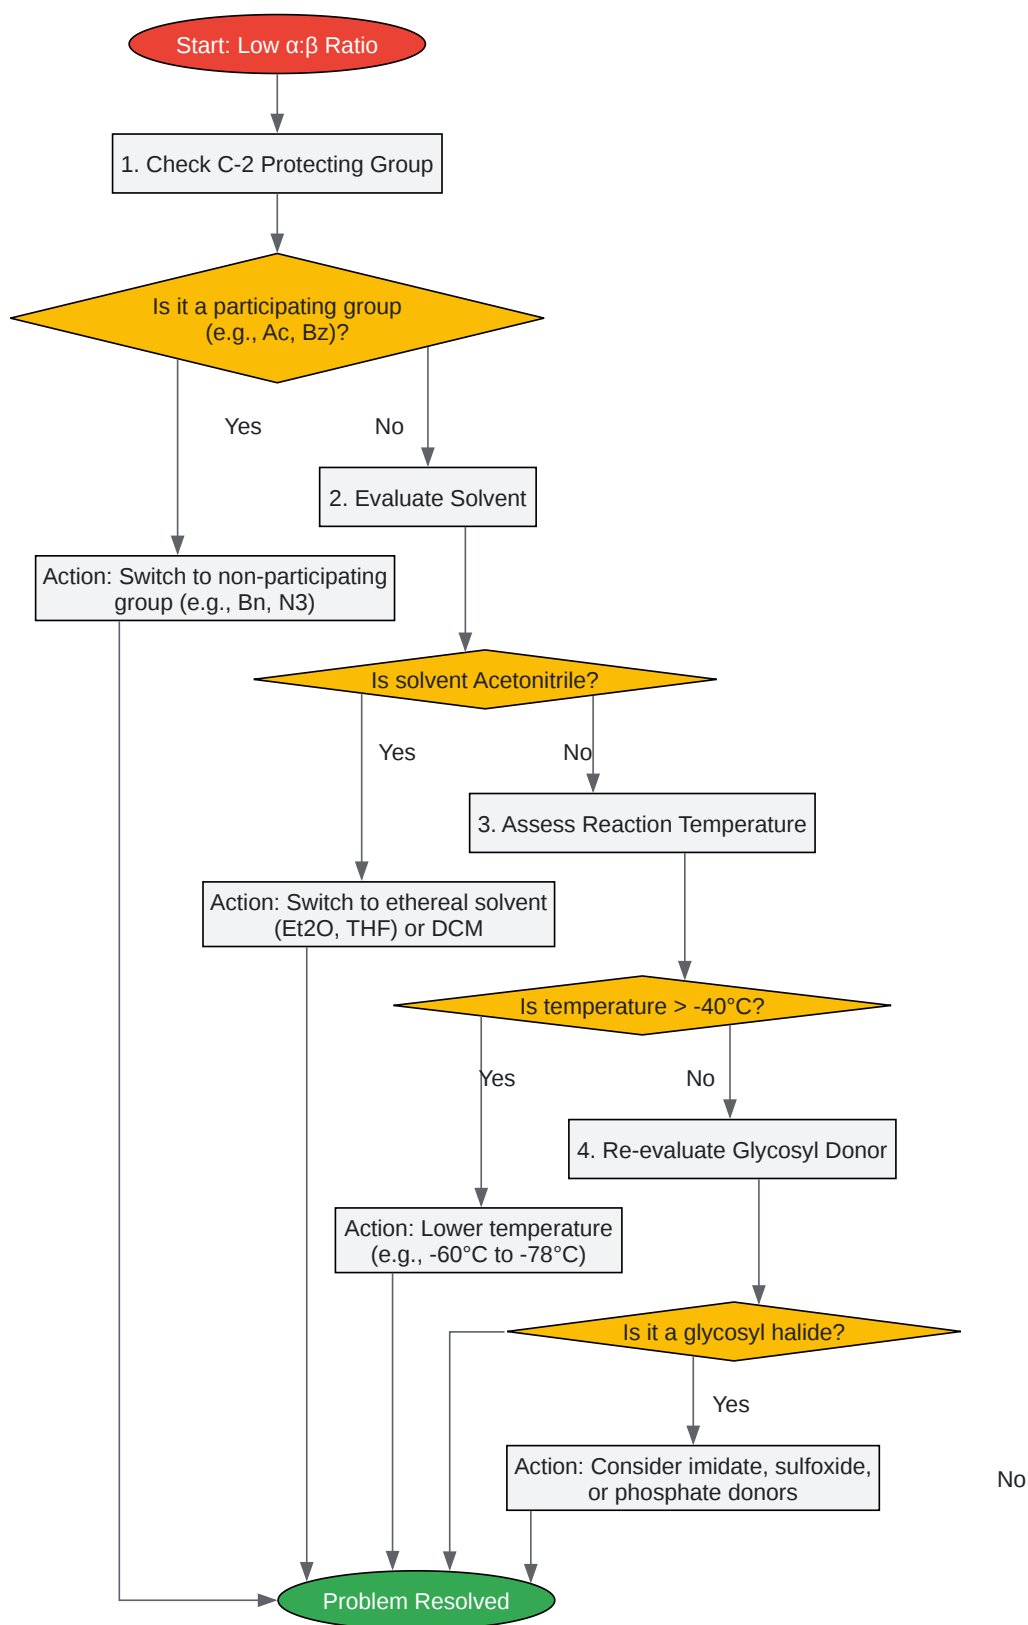 Start: Low α:β Ratio
1. Check C-2 Protecting Group
Is it a participating group
(e.g., Ac, Bz)?
Yes
No
2. Evaluate Solvent
Action: Switch to non-participating
group (e.g., Bn, N3)
Is solvent Acetonitrile?
Yes
No
3. Assess Reaction Temperature
Action: Switch to ethereal solvent
(Et2O, THF) or DCM
Is temperature > -40°C?
Yes
No
4. Re-evaluate Glycosyl Donor
Action: Lower temperature
(e.g., -60°C to -78°C)
Is it a glycosyl halide?
Yes
Action: Consider imidate, sulfoxide,
or phosphate donors
No
Problem Resolved